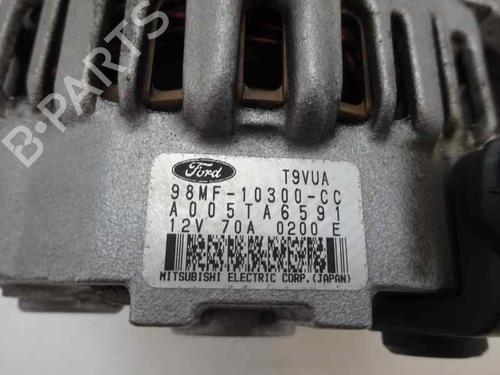 B-PARTS
Ford T9VUA
98MF-10300-CC
A005TA6591
12V 70A 0200 E
MITSUBISHI ELECTRIC CORP.(JAPAN)